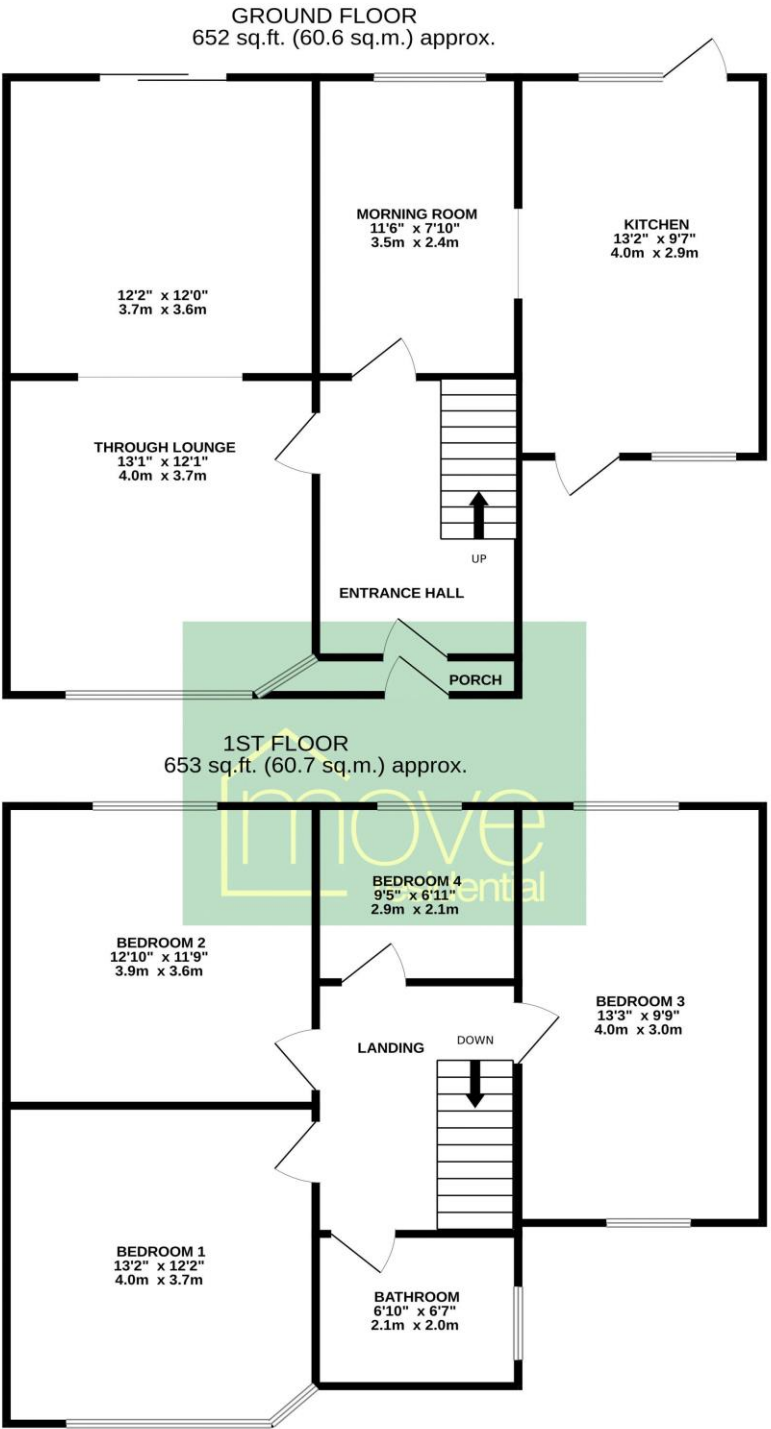 GROUND FLOOR
652 sq.ft. (60.6 sq.m.) approx.
MORNING ROOM
11'6" x 7'10"
3.5m x 2.4m
KITCHEN
13'2" x 9'7"
4.0m x 2.9m
12'2" x 12'0"
3.7m x 3.6m
THROUGH LOUNGE
13'1" x 12'1"
4.0m x 3.7m
UP
ENTRANCE HALL
PORCH
1ST FLOOR
653 sq.ft. (60.7 sq.m.) approx.
move
residential
BEDROOM 4
9'5" x 6'11"
2.9m x 2.1m
BEDROOM 2
12'10" x 11'9"
3.9m x 3.6m
BEDROOM 3
13'3" x 9'9"
4.0m x 3.0m
LANDING
DOWN
BEDROOM 1
13'2" x 12'2"
4.0m x 3.7m
BATHROOM
6'10" x 6'7"
2.1m x 2.0m